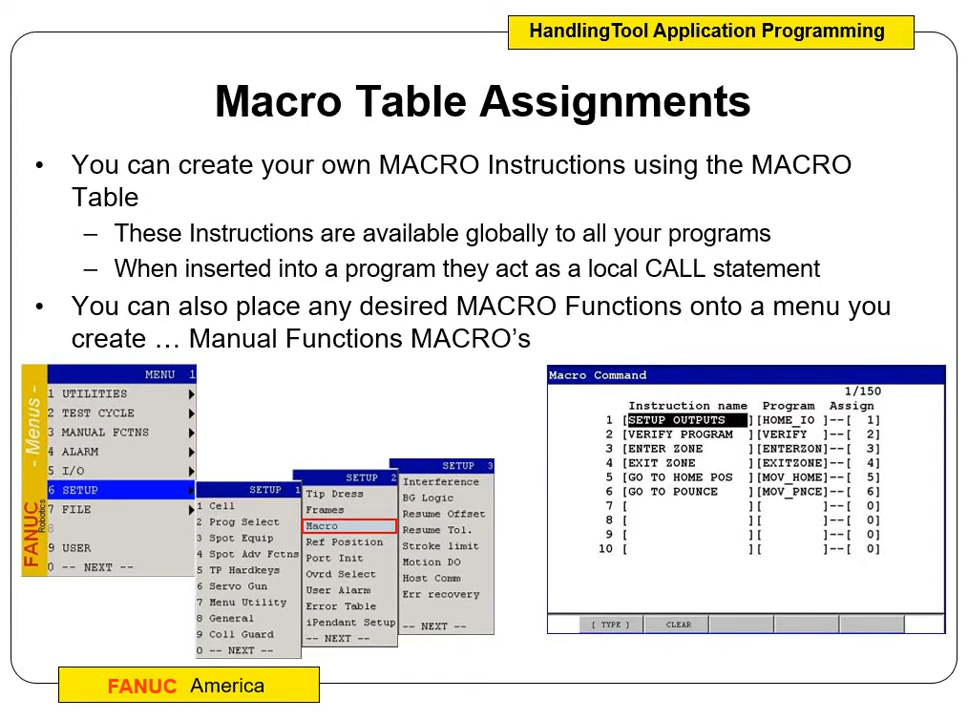 HandlingTool Application Programming
Macro Table Assignments
• You can create your own MACRO Instructions using the MACRO
Table
– These Instructions are available globally to all your programs
– When inserted into a program they act as a local CALL statement
• You can also place any desired MACRO Functions onto a menu you
create … Manual Functions MACRO’s
- Menus -
FANUC
Robotics
MENU 1
1 UTILITIES
2 TEST CYCLE
3 MANUAL FCTNS
4 ALARM
5 I/O
6 SETUP
7 FILE
8
9 USER
0 -- NEXT --
SETUP 1
1 Cell
2 Prog Select
3 Spot Equip
4 Spot Adv Fctns
5 TP Hardkeys
6 Servo Gun
7 Menu Utility
8 General
9 Coll Guard
0 -- NEXT --
SETUP 2
Tip Dress
Frames
Macro
Ref Position
Port Init
Ovrd Select
User Alarm
Error Table
iPendant Setup
-- NEXT --
SETUP 3
Interference
BG Logic
Resume Offset
Resume Tol.
Stroke limit
Motion DO
Host Comm
Err recovery
-- NEXT --
Macro Command
1/150
Instruction name Program Assign
1 [SETUP OUTPUTS ][HOME_IO ]--[ 1]
2 [VERIFY PROGRAM ][VERIFY ]--[ 2]
3 [ENTER ZONE ][ENTERZON]--[ 3]
4 [EXIT ZONE ][EXITZONE]--[ 4]
5 [GO TO HOME POS ][MOV_HOME]--[ 5]
6 [GO TO POUNCE ][MOV_PNCE]--[ 6]
7 [ ][ ]--[ 0]
8 [ ][ ]--[ 0]
9 [ ][ ]--[ 0]
10 [ ][ ]--[ 0]
[ TYPE ] CLEAR
FANUC America